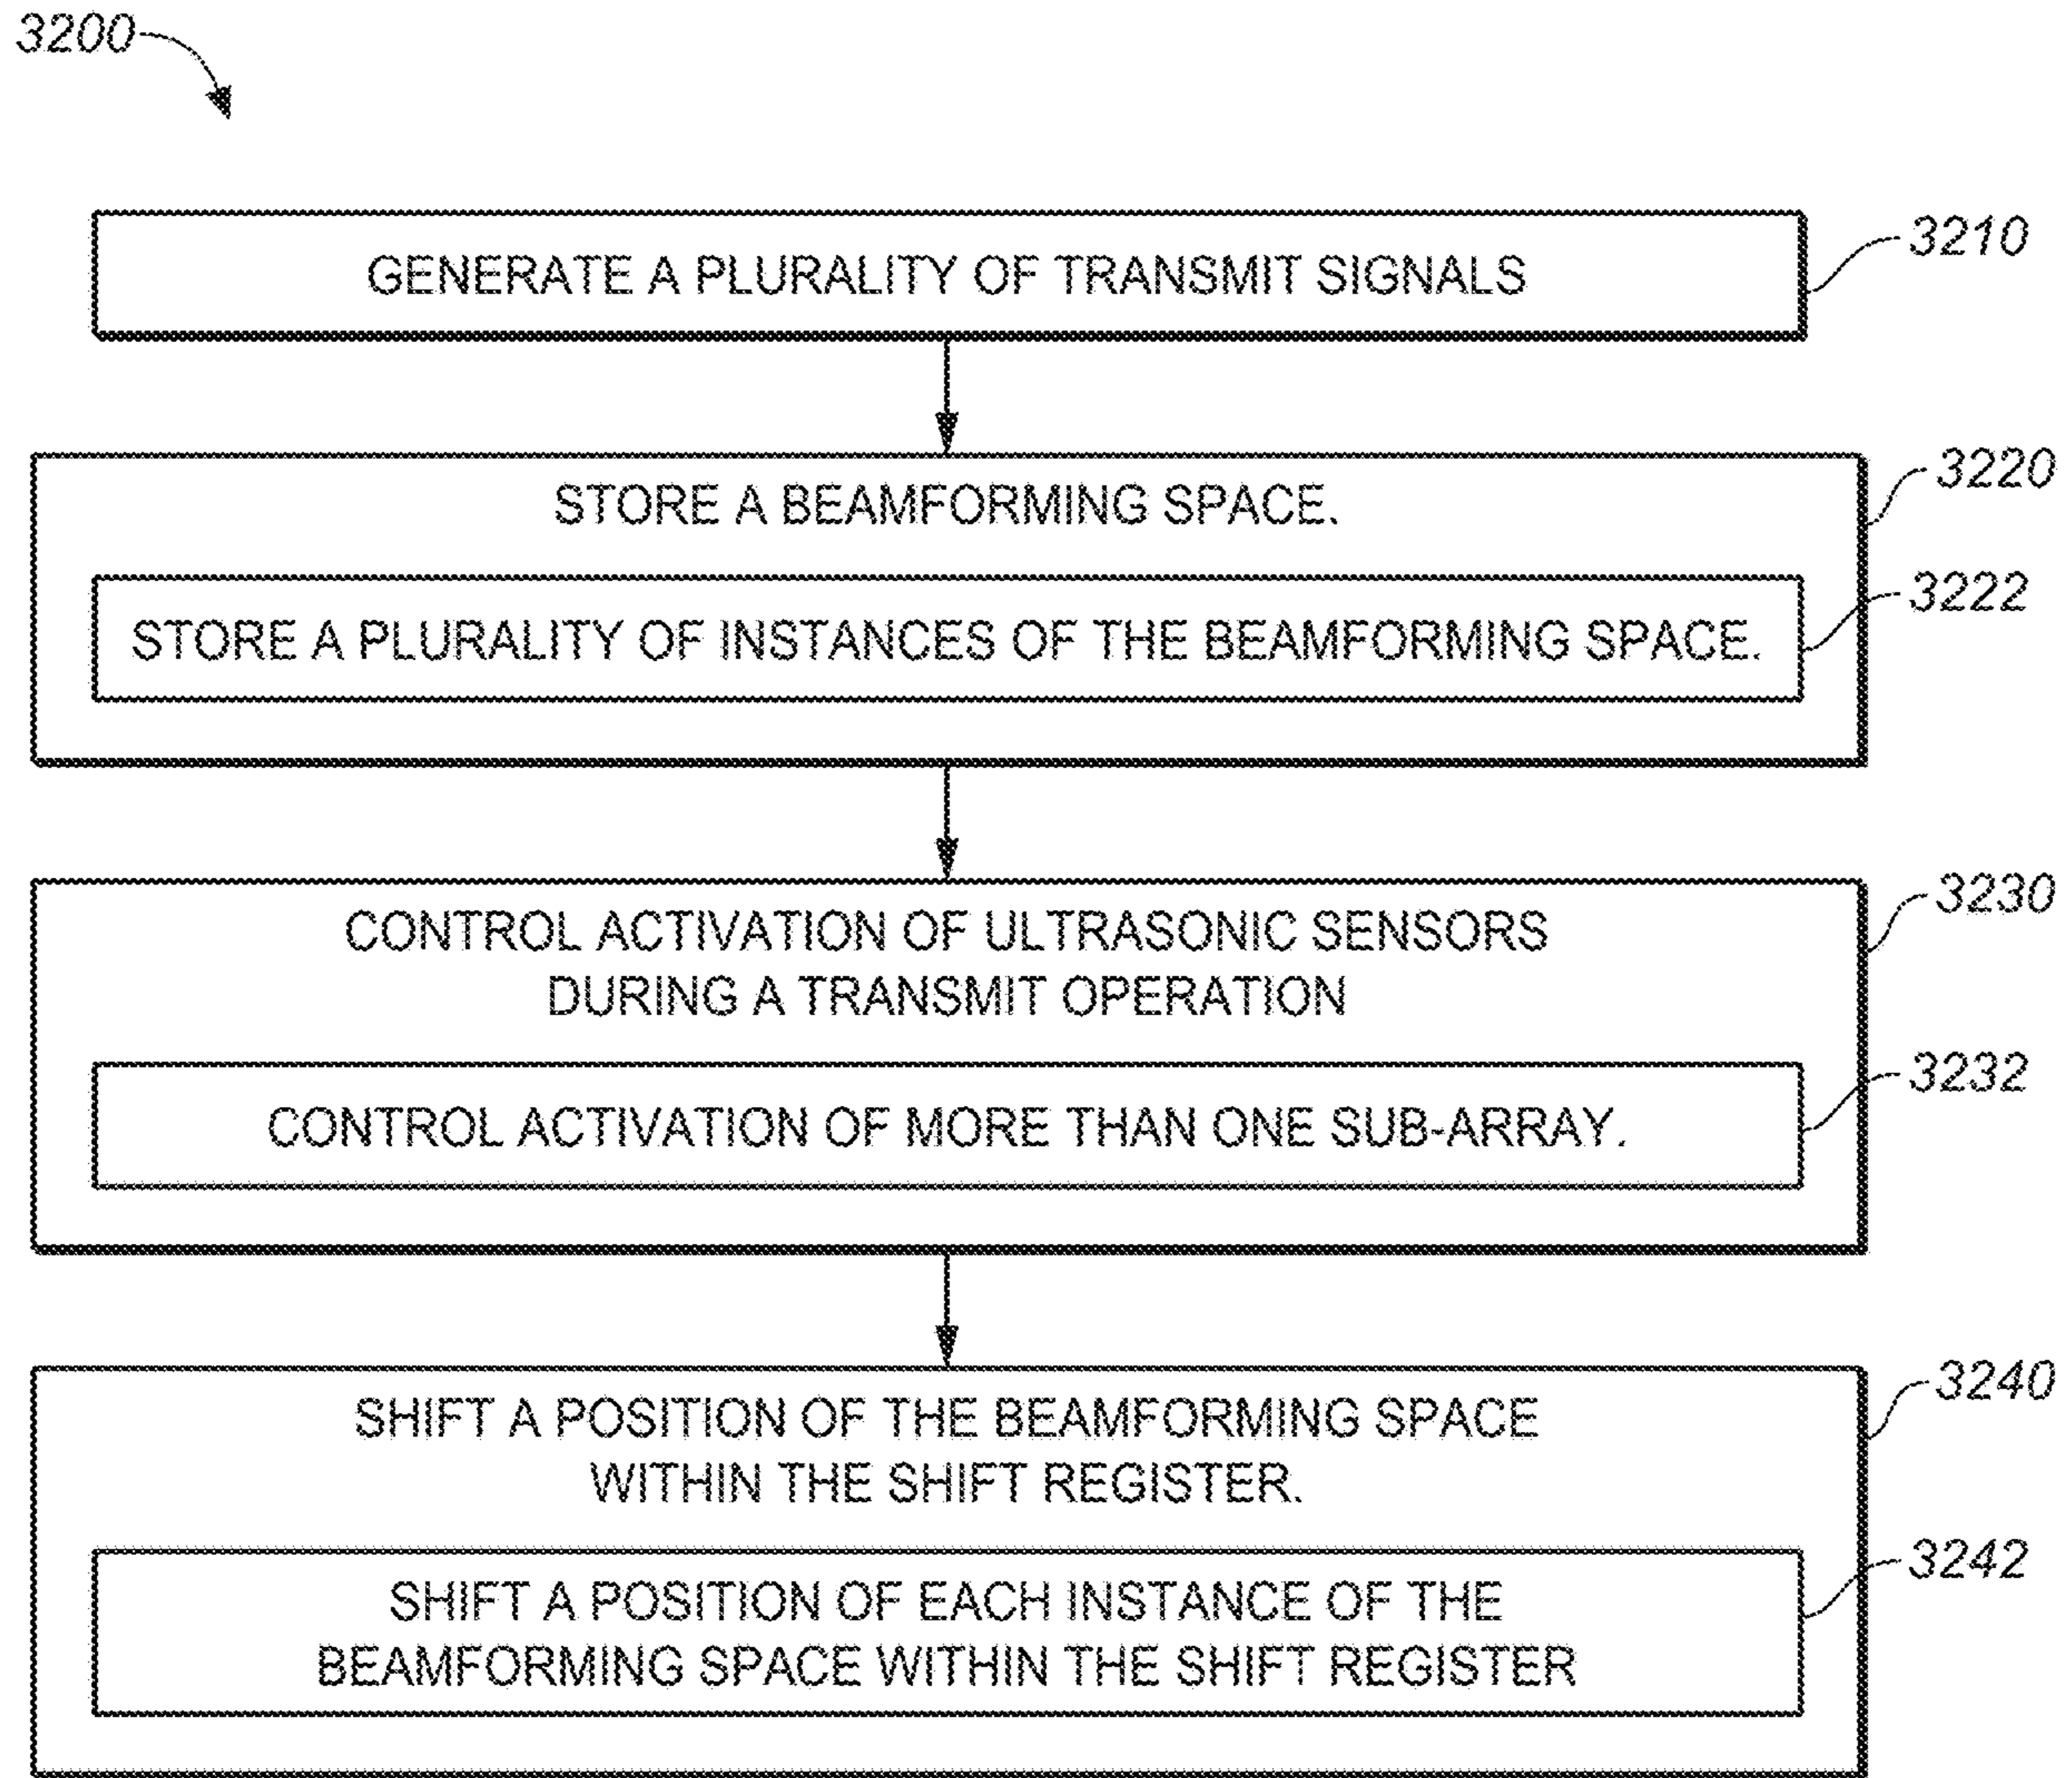 3200
GENERATE A PLURALITY OF TRANSMIT SIGNALS
3210
STORE A BEAMFORMING SPACE.
3220
STORE A PLURALITY OF INSTANCES OF THE BEAMFORMING SPACE.
3222
CONTROL ACTIVATION OF ULTRASONIC SENSORS
DURING A TRANSMIT OPERATION
3230
CONTROL ACTIVATION OF MORE THAN ONE SUB-ARRAY.
3232
SHIFT A POSITION OF THE BEAMFORMING SPACE
WITHIN THE SHIFT REGISTER.
3240
SHIFT A POSITION OF EACH INSTANCE OF THE
BEAMFORMING SPACE WITHIN THE SHIFT REGISTER
3242